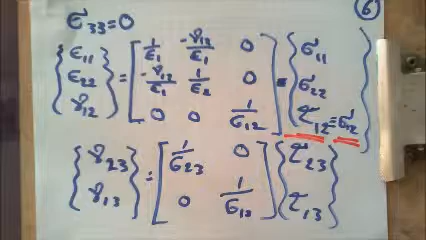 6
σ₃₃=0
{ϵ₁₁ ϵ₂₂ γ₁₂} = [1/E₁ -ν₁₂/E₁ 0; -ν₁₂/E₁ 1/E₂ 0; 0 0 1/G₁₂] = {σ₁₁ σ₂₂ τ₁₂=σ₁₂}
{γ₂₃ γ₁₃} = [1/G₂₃ 0; 0 1/G₁₃] {τ₂₃ τ₁₃}